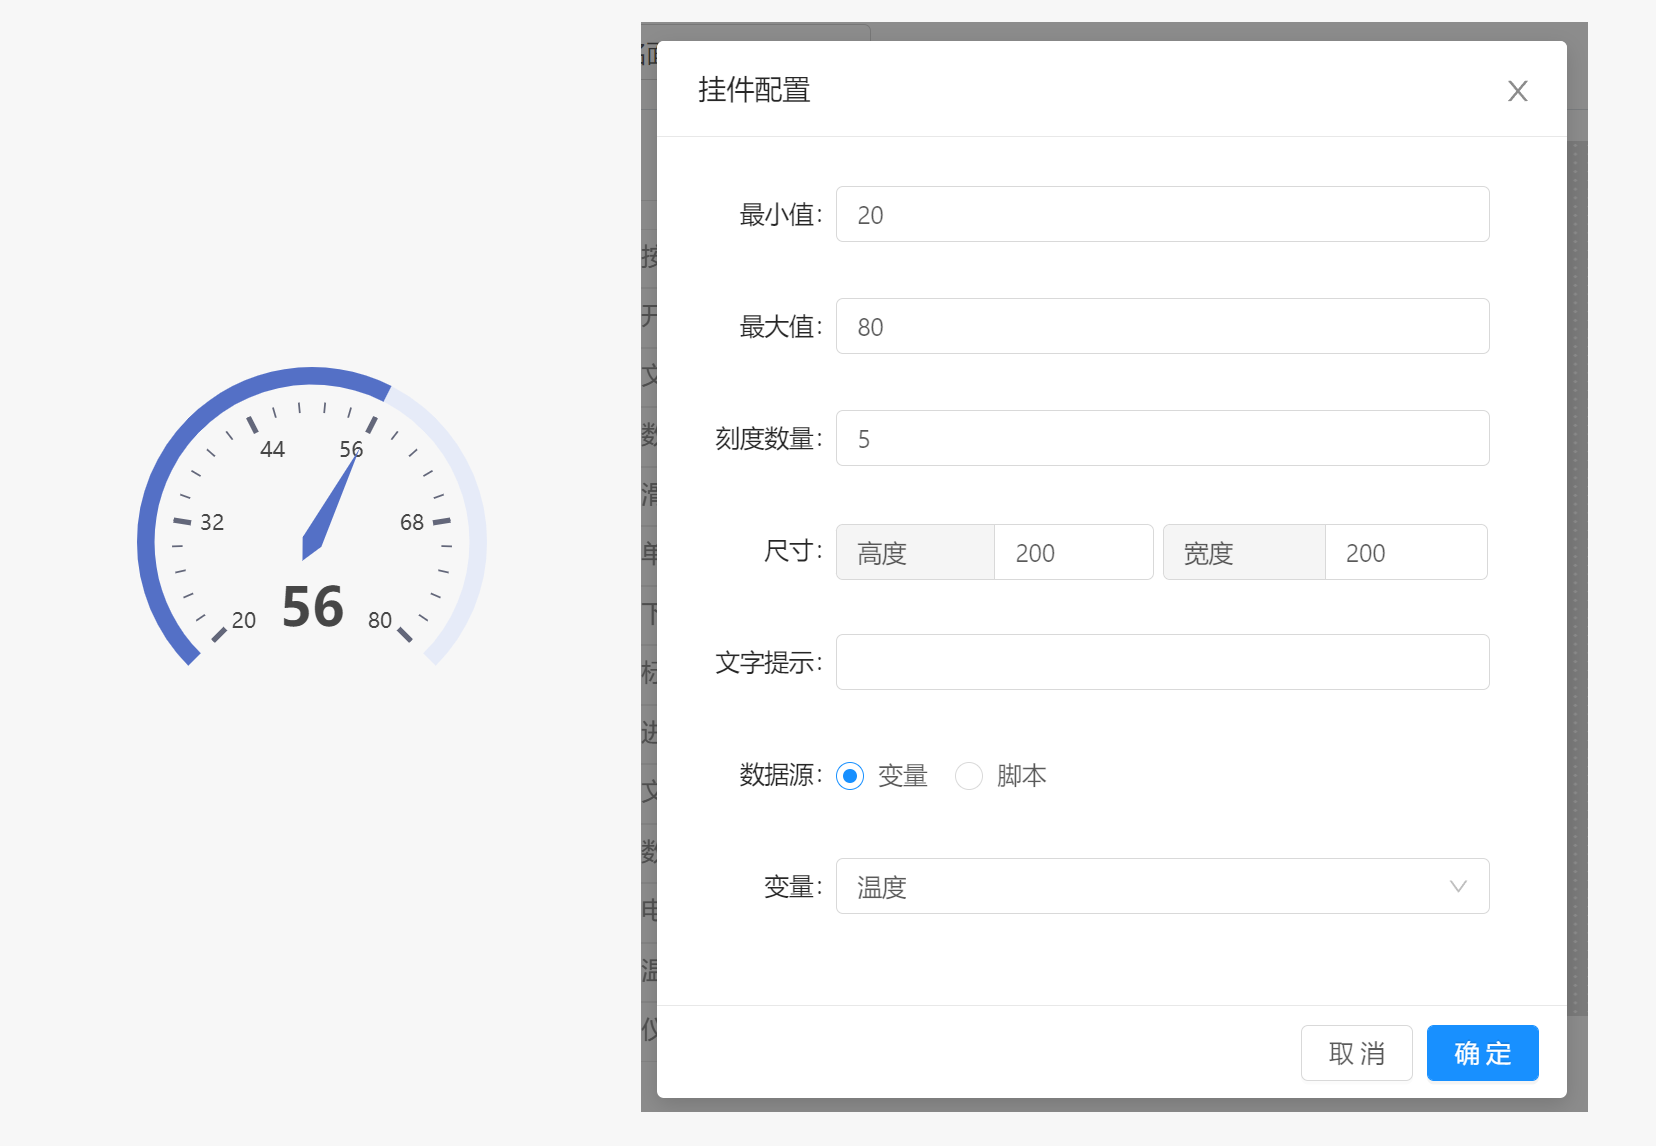 44
56
32
68
20
56
80
挂件配置
最小值:
20
最大值:
80
刻度数量:
5
尺寸:
高度
200
宽度
200
文字提示:
数据源:
变量
脚本
变量:
温度
取 消
确 定